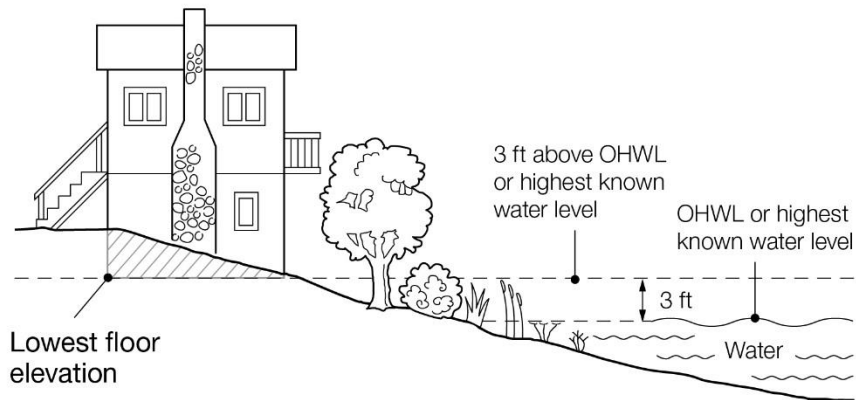 3 ft above OHWL
or highest known
water level
OHWL or highest
known water level
3 ft
Water
Lowest floor
elevation